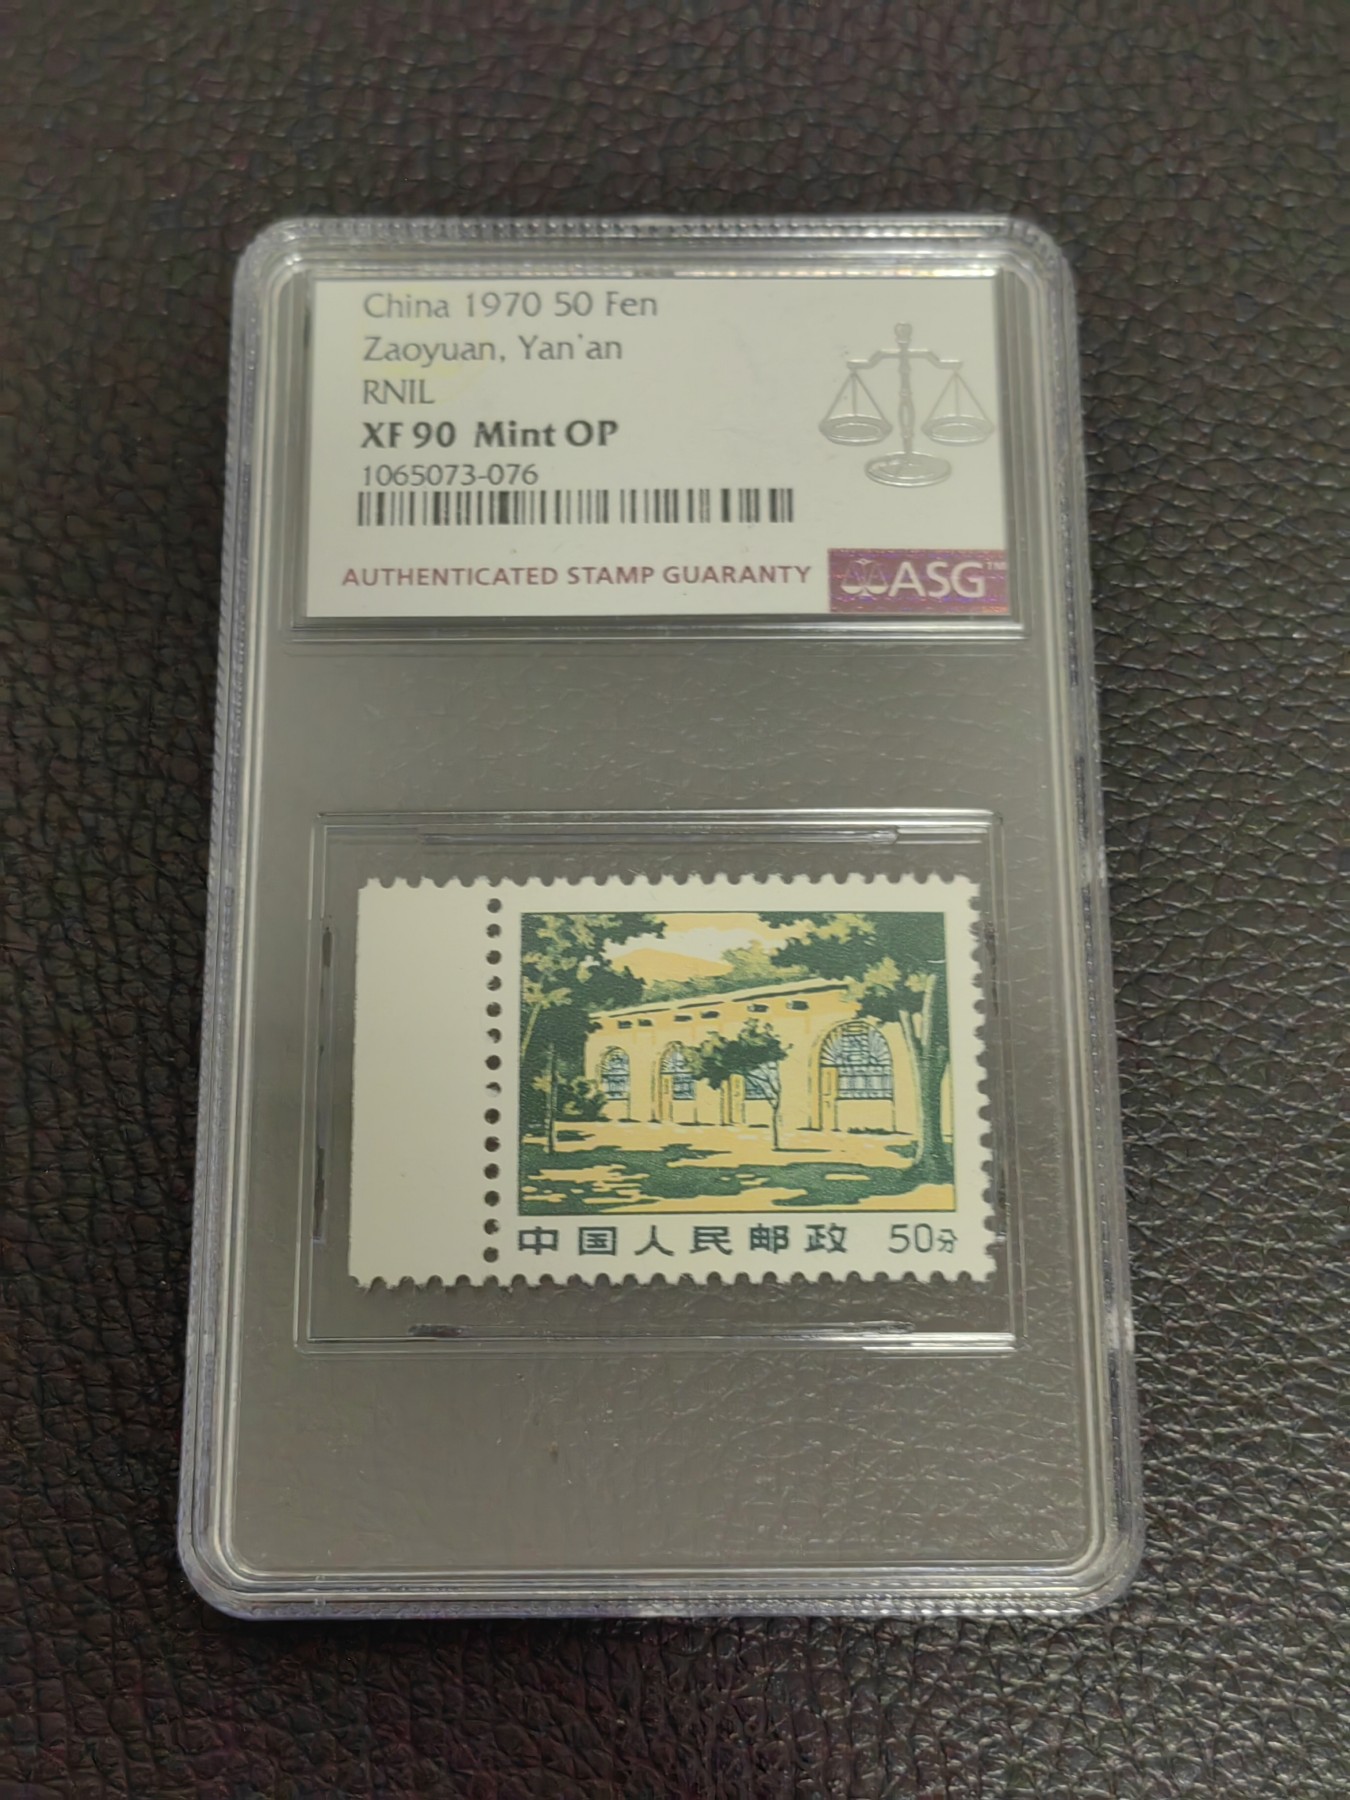 China 1970 50 Fen
Zaoyuan, Yan'an
RNIL
XF 90 Mint OP
1065073-076
AUTHENTICATED STAMP GUARANTY
ASG™
中国人民邮政 50分